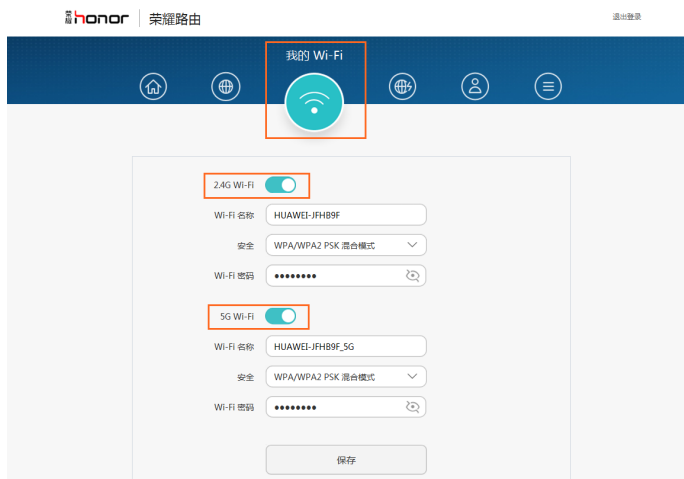 荣耀 honor 荣耀路由 退出登录
我的 Wi-Fi
2.4G Wi-Fi
Wi-Fi 名称 HUAWEI-JFHB9F
安全 WPA/WPA2 PSK 混合模式
Wi-Fi 密码 ●●●●●●●●
5G Wi-Fi
Wi-Fi 名称 HUAWEI-JFHB9F_5G
安全 WPA/WPA2 PSK 混合模式
Wi-Fi 密码 ●●●●●●●●
保存